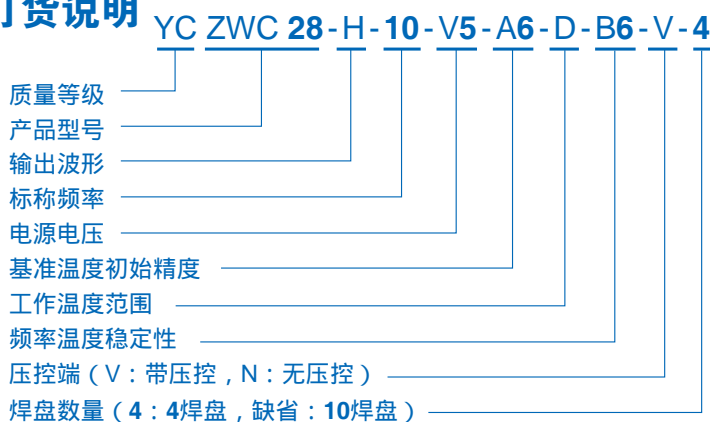 订货说明 YC ZWC 28-H-10-V5-A6-D-B6-V-4
质量等级
产品型号
输出波形
标称频率
电源电压
基准温度初始精度
工作温度范围
频率温度稳定性
压控端（V：带压控，N：无压控）
焊盘数量（4：4焊盘，缺省：10焊盘）